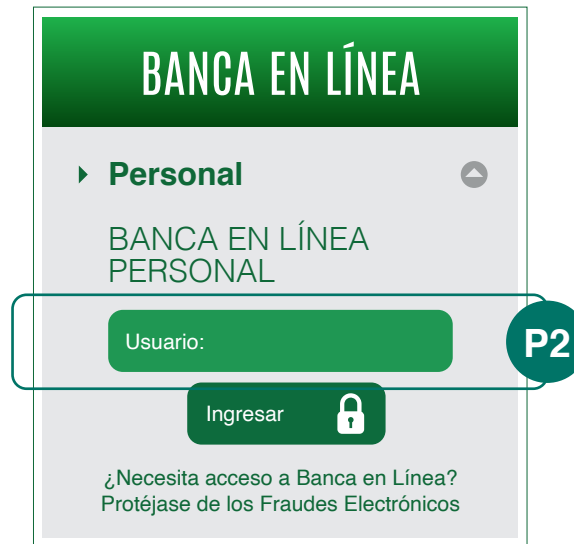 BANCA EN LÍNEA
Personal
BANCA EN LÍNEA
PERSONAL
Usuario:
P2
Ingresar
¿Necesita acceso a Banca en Línea?
Protéjase de los Fraudes Electrónicos